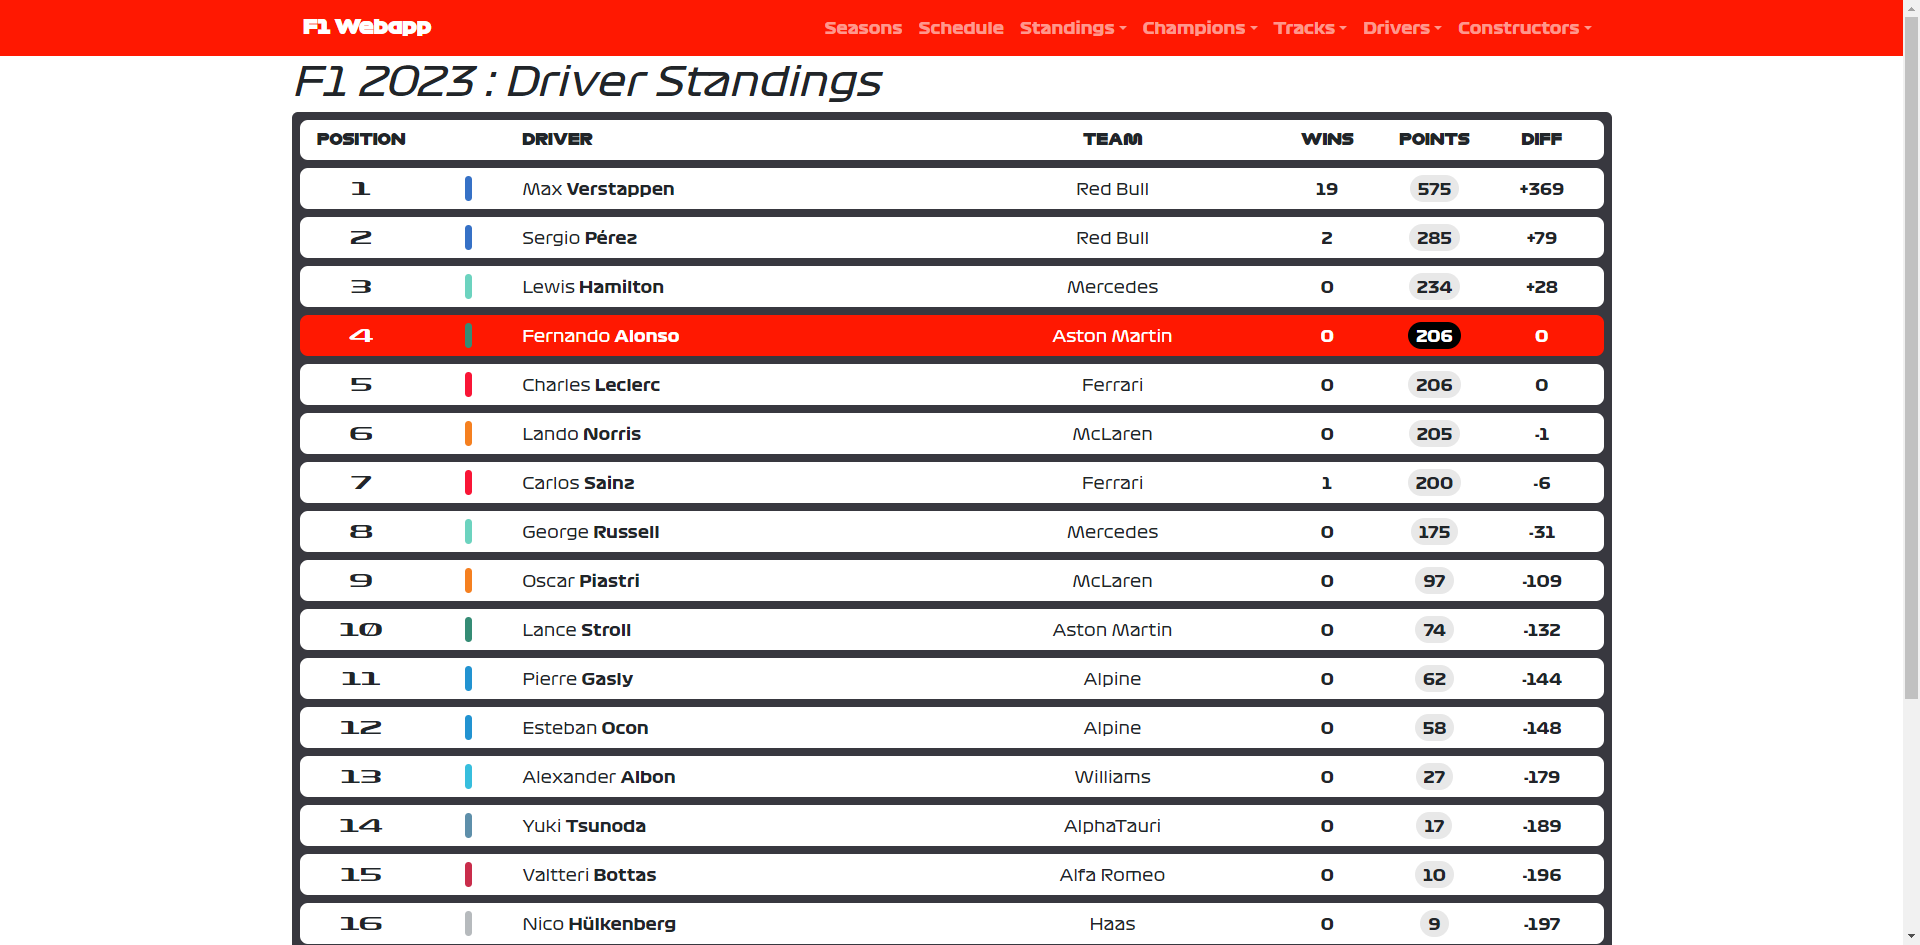 F1 Webapp Seasons Schedule Standings Champions Tracks Drivers Constructors
F1 2023 : Driver Standings
POSITION DRIVER TEAM WINS POINTS DIFF
1 Max Verstappen Red Bull 19 575 +369
2 Sergio Pérez Red Bull 2 285 +79
3 Lewis Hamilton Mercedes 0 234 +28
4 Fernando Alonso Aston Martin 0 206 0
5 Charles Leclerc Ferrari 0 206 0
6 Lando Norris McLaren 0 205 -1
7 Carlos Sainz Ferrari 1 200 -6
8 George Russell Mercedes 0 175 -31
9 Oscar Piastri McLaren 0 97 -109
10 Lance Stroll Aston Martin 0 74 -132
11 Pierre Gasly Alpine 0 62 -144
12 Esteban Ocon Alpine 0 58 -148
13 Alexander Albon Williams 0 27 -179
14 Yuki Tsunoda AlphaTauri 0 17 -189
15 Valtteri Bottas Alfa Romeo 0 10 -196
16 Nico Hülkenberg Haas 0 9 -197